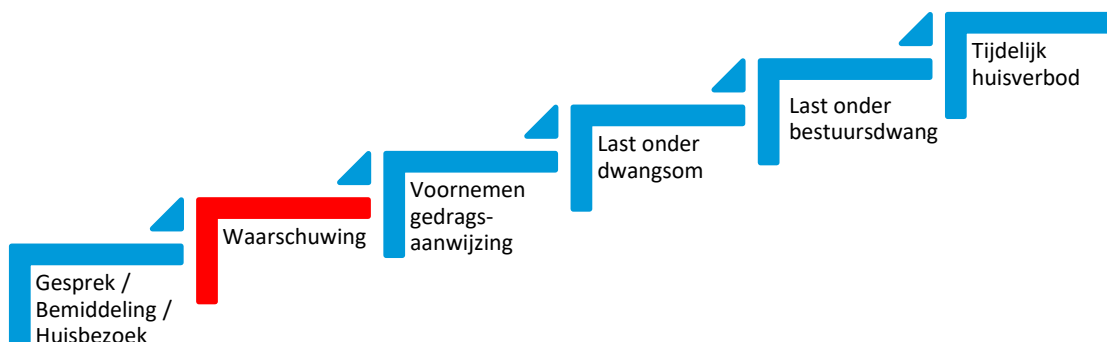 Gesprek /
Bemiddeling /
Huisbezoek
Waarschuwing
Voornemen
gedrags-
aanwijzing
Last onder
dwangsom
Last onder
bestuursdwang
Tijdelijk
huisverbod